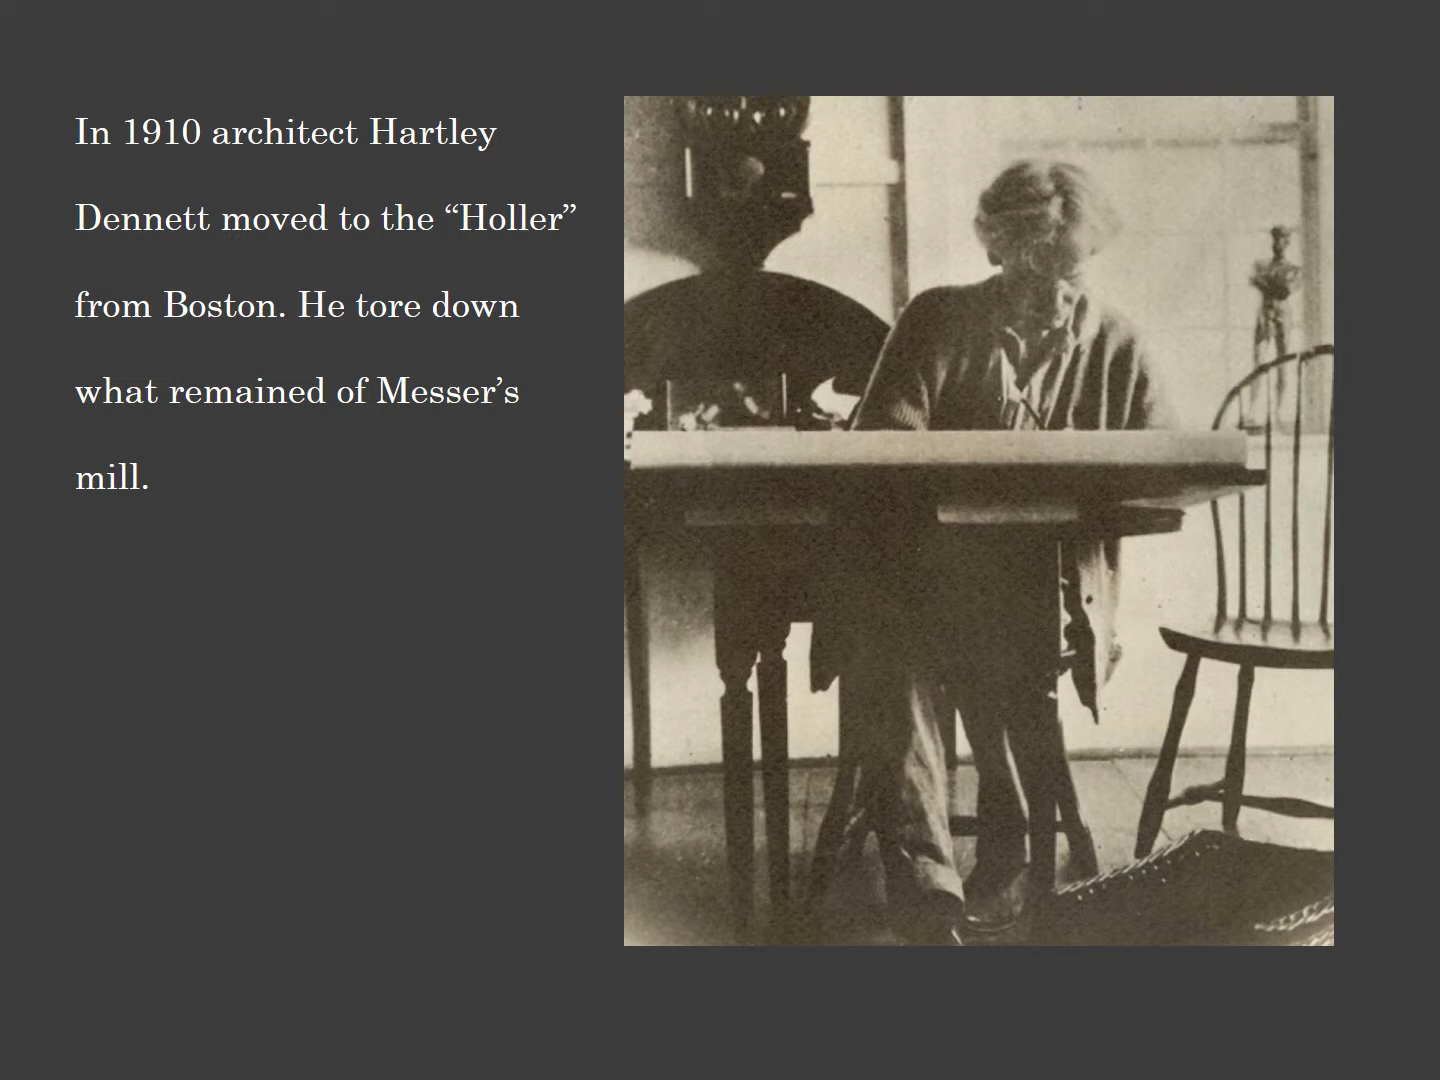 In 1910 architect Hartley
Dennett moved to the “Holler”
from Boston. He tore down
what remained of Messer’s
mill.